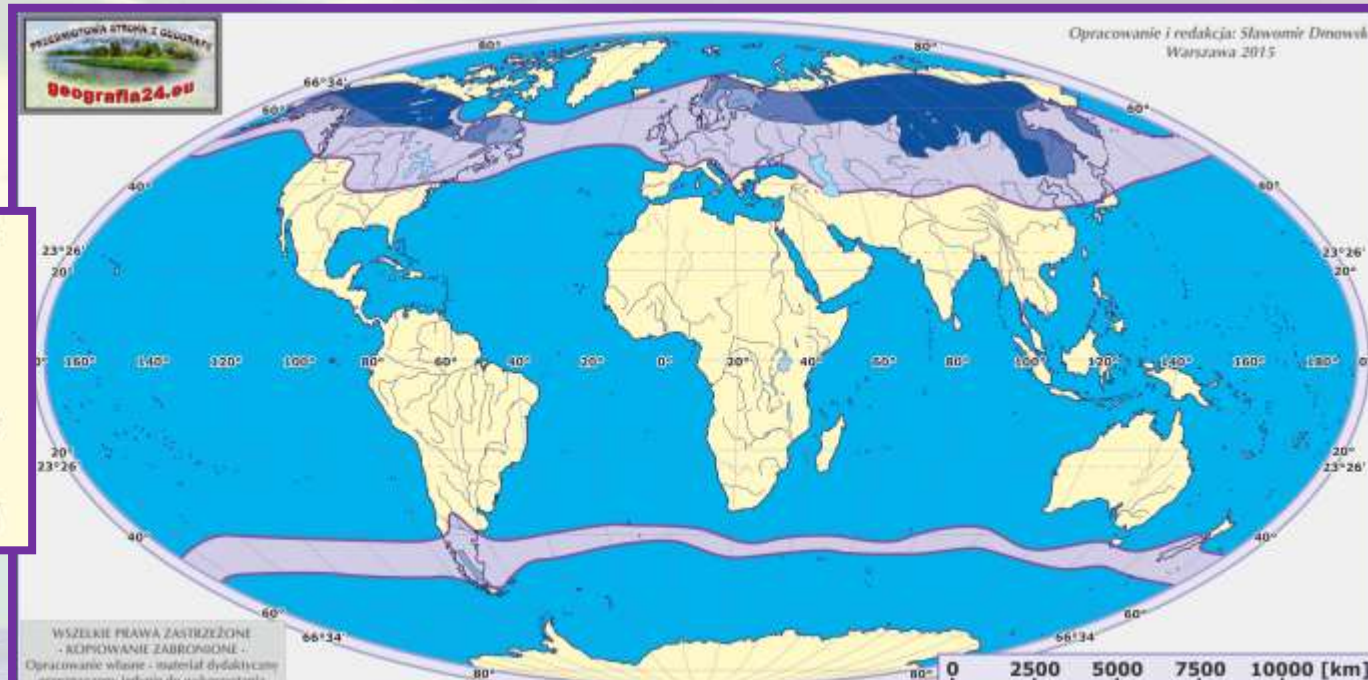 PRZEDMIOTOWA STRONA Z GEOGRAFII
geografia24.eu
Opracowanie i redakcja: Sławomir Dmowski
Warszawa 2015
80° 80°
66°34'
60° 60°
40° 60°
23°26' 23°26'
20° 20°
160° 140° 120° 100° 80° 60° 40° 0° 20° 40° 60° 80° 100° 120° 140° 160° 180°
20° 20°
23°26' 23°26'
40° 40°
60° 60°
66°34' 66°34'
80° 80°
WSZELKIE PRAWA ZASTRZEŻONE
- KOPIOWANIE ZABRONIONE -
Opracowanie własne - materiał dydaktyczny
0 2500 5000 7500 10000 [km]